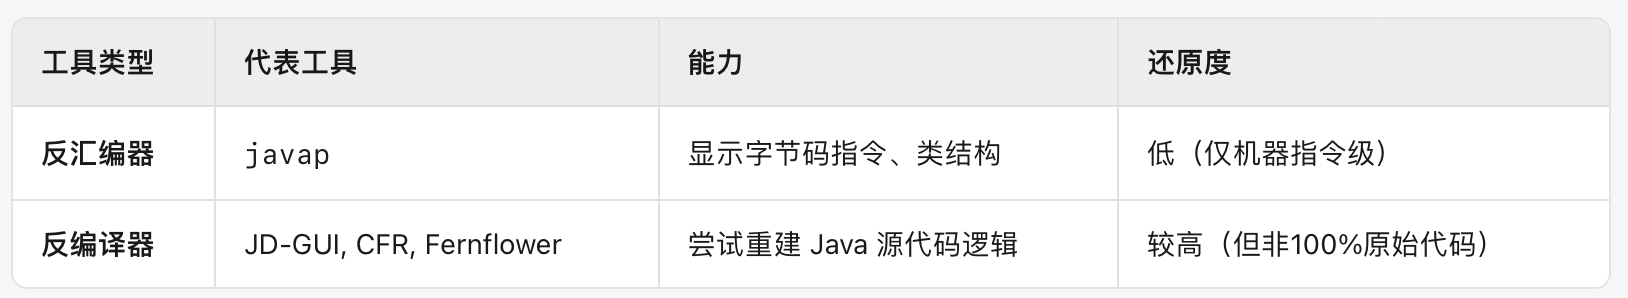 工具类型 代表工具 能力 还原度
反汇编器 javap 显示字节码指令、类结构 低（仅机器指令级）
反编译器 JD-GUI, CFR, Fernflower 尝试重建 Java 源代码逻辑 较高（但非100%原始代码）